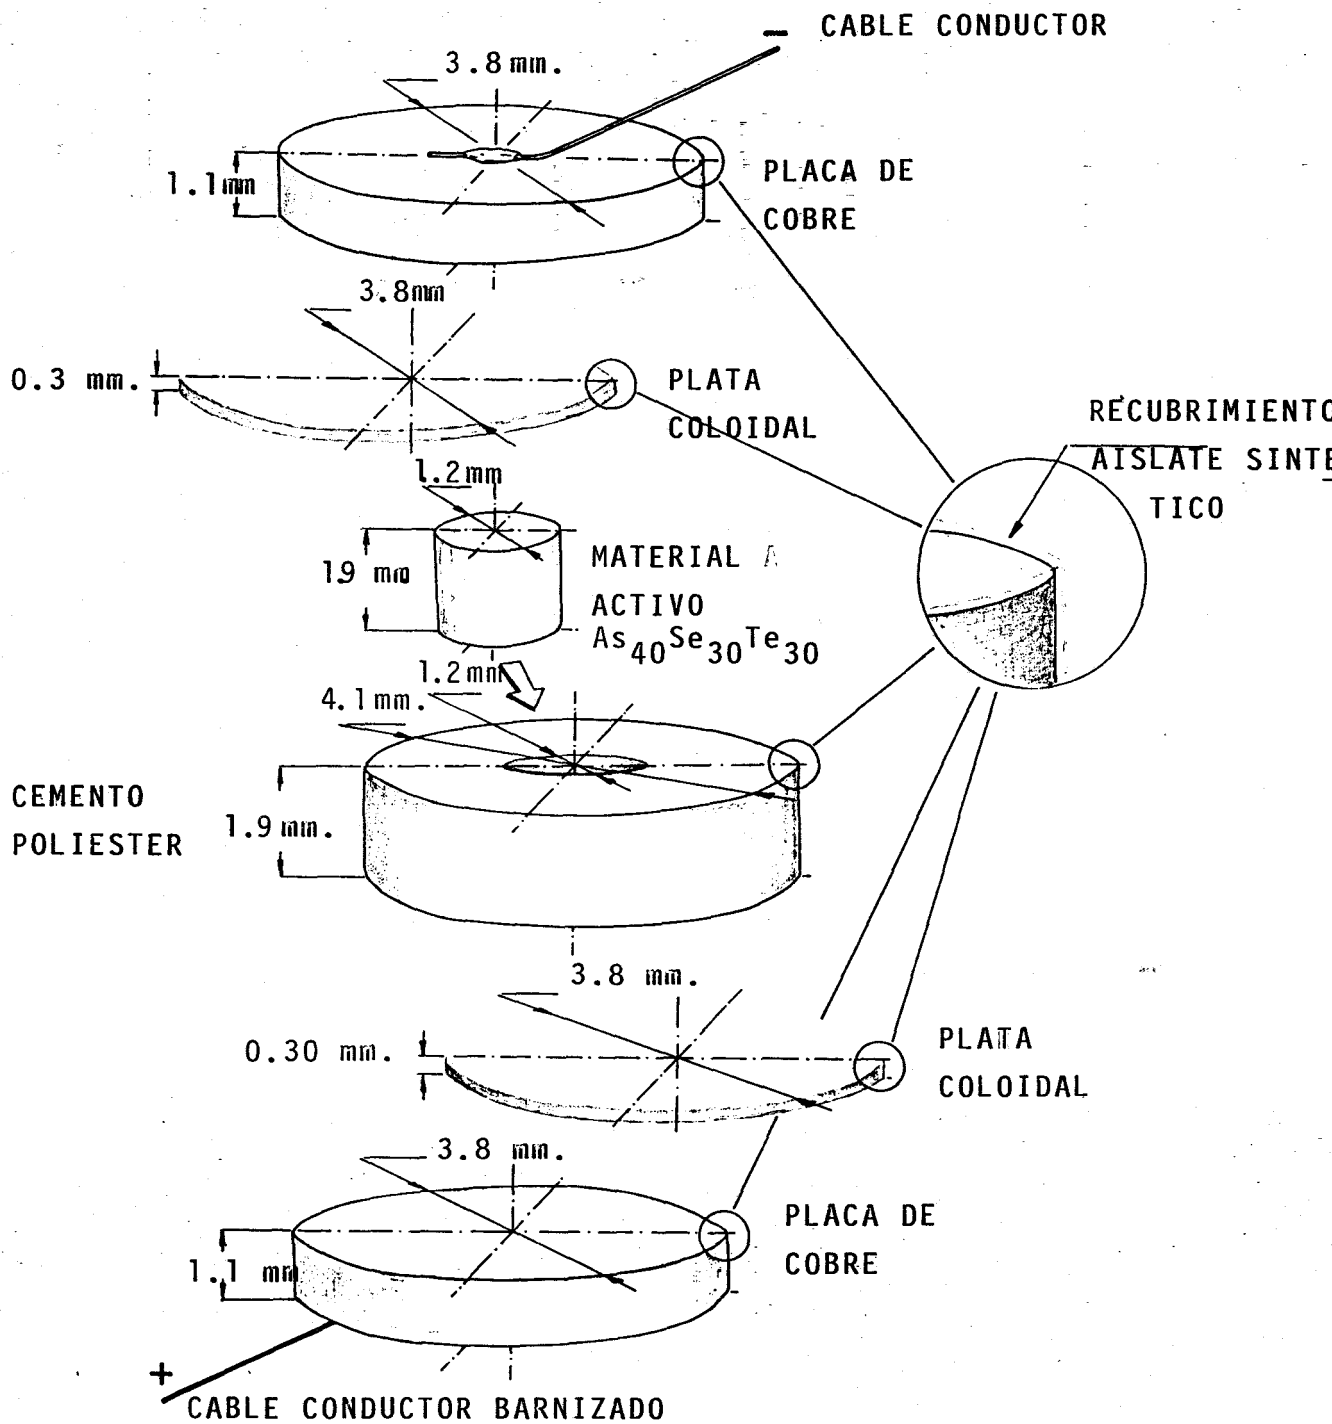 − CABLE CONDUCTOR
3.8 mm.
1.1mm
PLACA DE
COBRE
3.8mm
0.3 mm.
PLATA
COLOIDAL
RECUBRIMIENTO
AISLATE SINTE
TICO
1.2mm
19 mm
MATERIAL A
ACTIVO
As40Se30Te30
1.2mm
4.1mm.
CEMENTO
POLIESTER
1.9 mm.
3.8 mm.
0.30 mm.
PLATA
COLOIDAL
3.8 mm.
PLACA DE
COBRE
1.1 mm
+
CABLE CONDUCTOR BARNIZADO